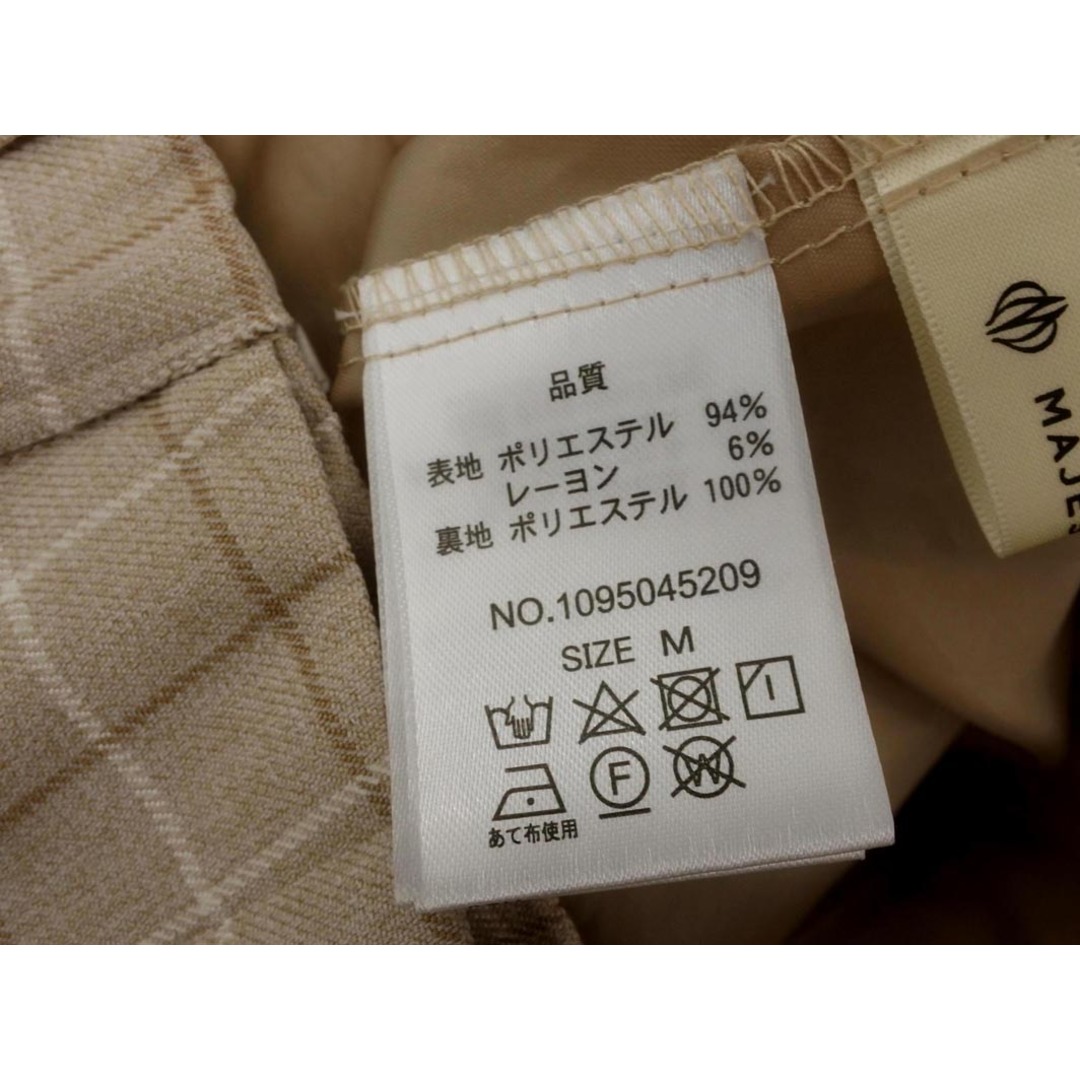 品質
表地 ポリエステル 94%
レーヨン 6%
裏地 ポリエステル 100%
NO.1095045209
SIZE M
F
W
あて布使用